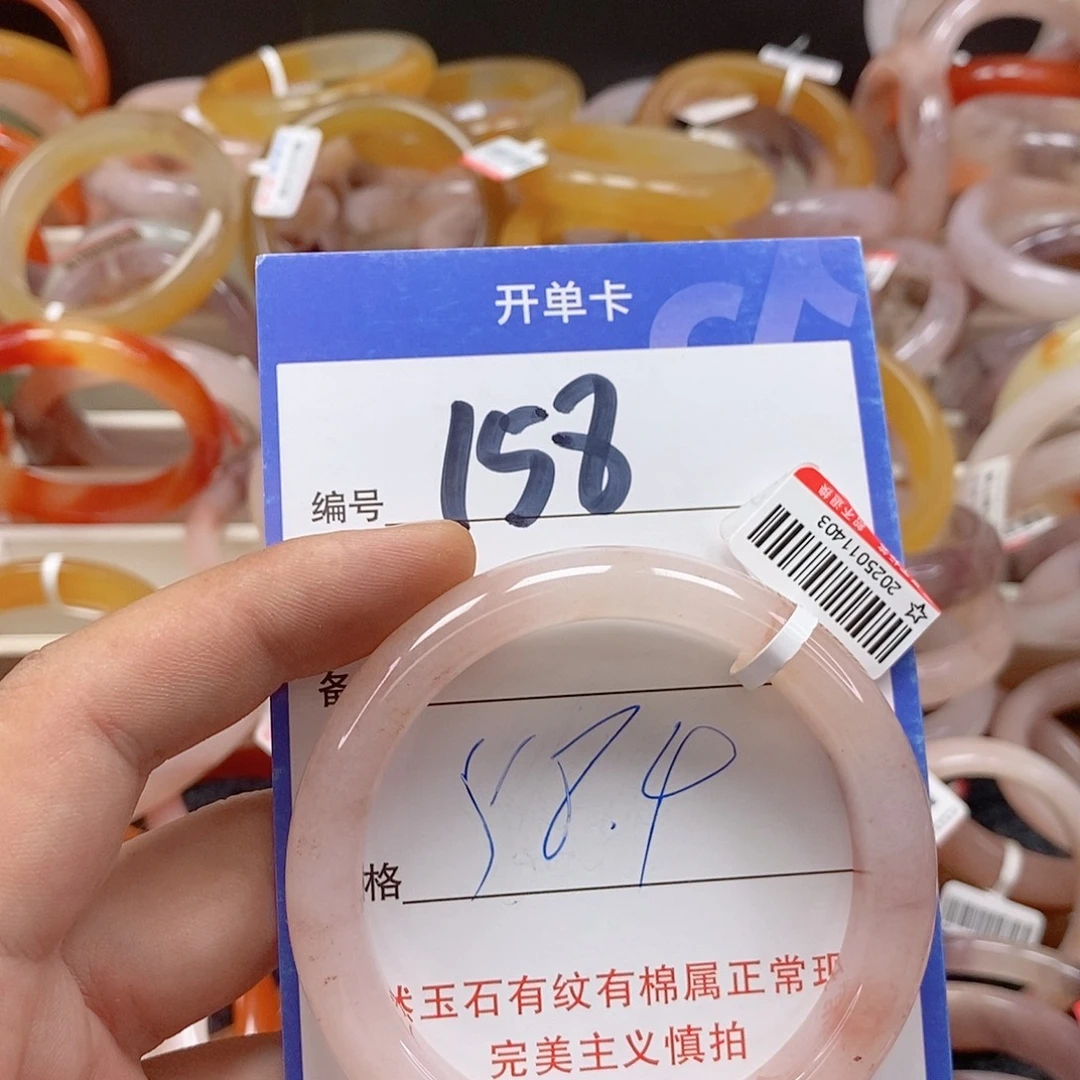 开单卡
编号 158
备
58.4
格
然玉石有纹有棉属正常现
完美主义慎拍
2025011403